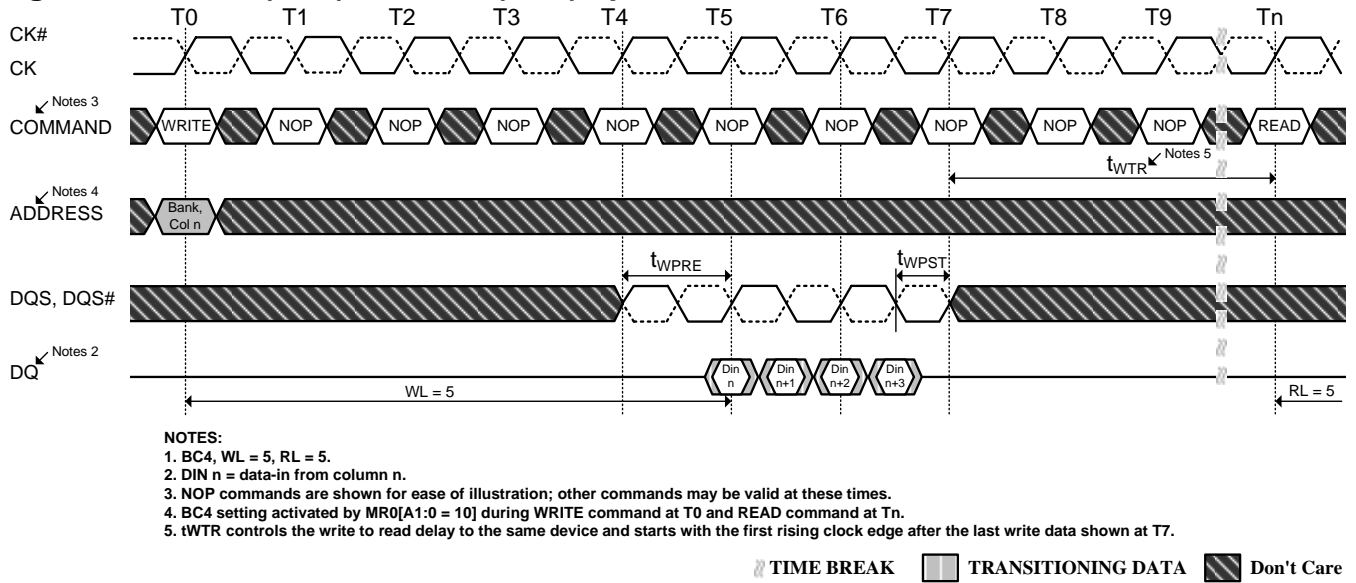 T0 T1 T2 T3 T4 T5 T6 T7 T8 T9 Tn
CK#
CK
Notes 3
COMMAND WRITE NOP NOP NOP NOP NOP NOP NOP NOP NOP READ
tWTR Notes 5
Notes 4
ADDRESS
Bank,
Col n
tWPRE tWPST
DQS, DQS#
Notes 2
DQ
Din n Din n+1 Din n+2 Din n+3
WL = 5 RL = 5
NOTES:
1. BC4, WL = 5, RL = 5.
2. DIN n = data-in from column n.
3. NOP commands are shown for ease of illustration; other commands may be valid at these times.
4. BC4 setting activated by MR0[A1:0 = 10] during WRITE command at T0 and READ command at Tn.
5. tWTR controls the write to read delay to the same device and starts with the first rising clock edge after the last write data shown at T7.
TIME BREAK TRANSITIONING DATA Don't Care